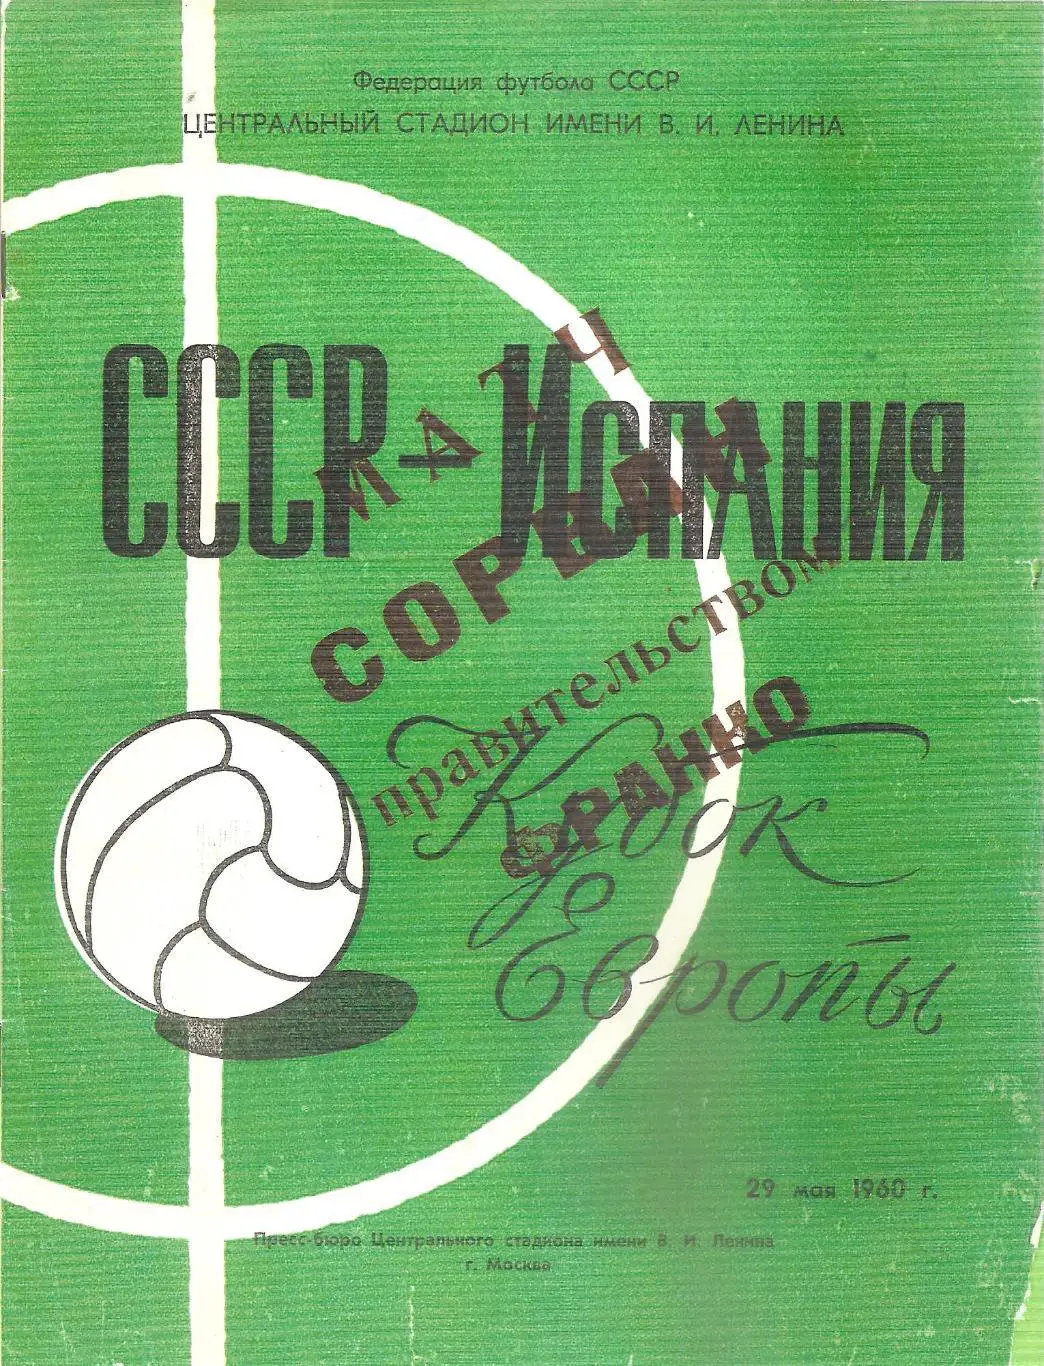 Федерация футбола СССР
ЦЕНТРАЛЬНЫЙ СТАДИОН ИМЕНИ В. И. ЛЕНИНА
СССР-Испания
МАТЧ
СОРВАН
правительством
ФРАНКО
Кубок
Европы
29 мая 1960 г.
Пресс-бюро Центрального стадиона имени В. И. Ленина
г. Москва